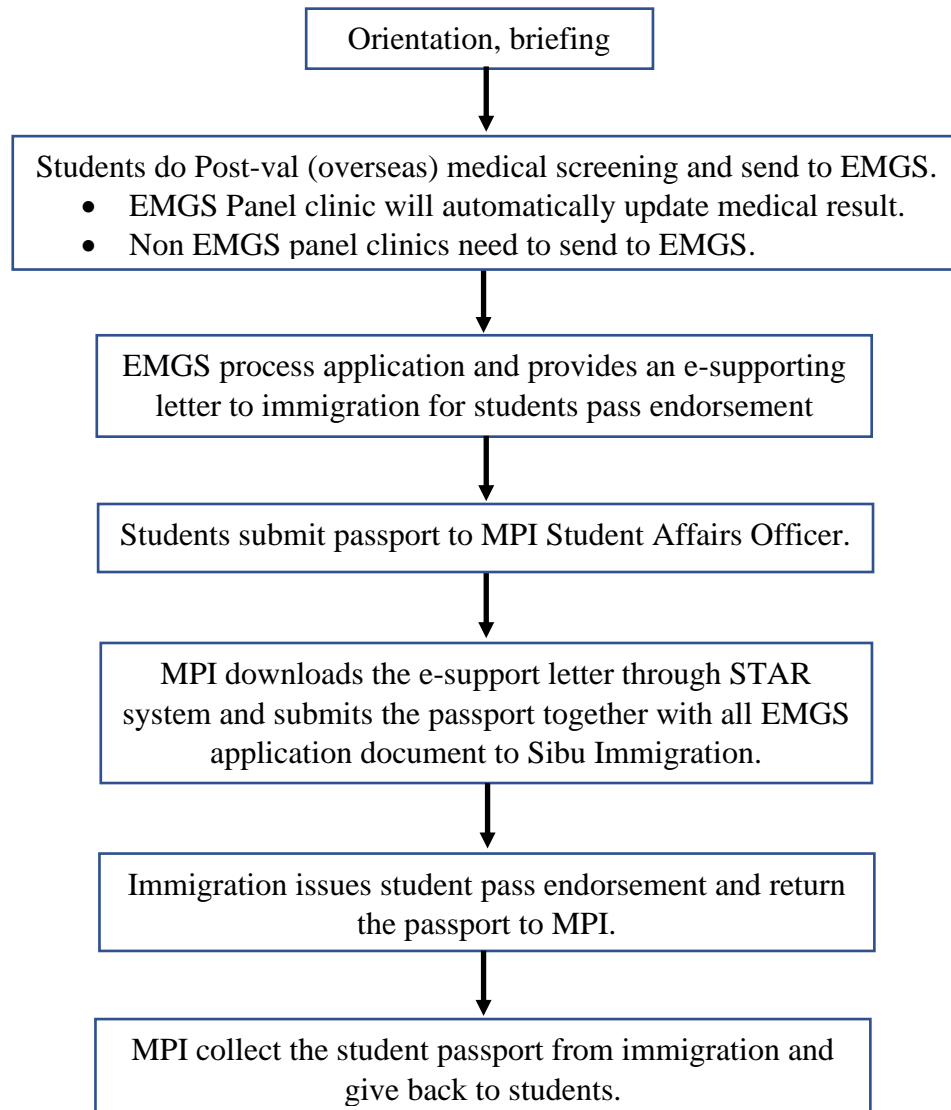 Orientation, briefing
Students do Post-val (overseas) medical screening and send to EMGS.
• EMGS Panel clinic will automatically update medical result.
• Non EMGS panel clinics need to send to EMGS.
EMGS process application and provides an e-supporting
letter to immigration for students pass endorsement
Students submit passport to MPI Student Affairs Officer.
MPI downloads the e-support letter through STAR
system and submits the passport together with all EMGS
application document to Sibu Immigration.
Immigration issues student pass endorsement and return
the passport to MPI.
MPI collect the student passport from immigration and
give back to students.